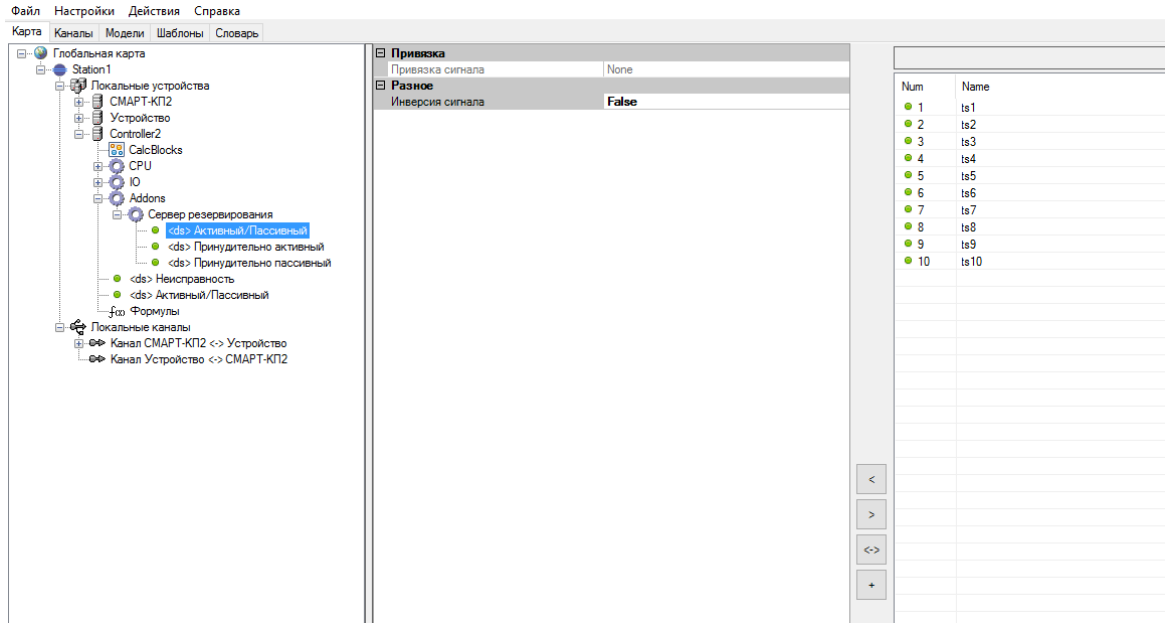 Файл Настройки Действия Справка
Карта Каналы Модели Шаблоны Словарь
Глобальная карта
Station1
Локальные устройства
СМАРТ-КП2
Устройство
Controller2
CalcBlocks
CPU
IO
Addons
Сервер резервирования
<ds> Активный/Пассивный
<ds> Принудительно активный
<ds> Принудительно пассивный
<ds> Неисправность
<ds> Активный/Пассивный
f(x) Формулы
Локальные каналы
Канал СМАРТ-КП2 <-> Устройство
Канал Устройство <-> СМАРТ-КП2
Привязка
Привязка сигнала None
Разное
Инверсия сигнала False
<
>
<->
+
Num Name
1 ts1
2 ts2
3 ts3
4 ts4
5 ts5
6 ts6
7 ts7
8 ts8
9 ts9
10 ts10